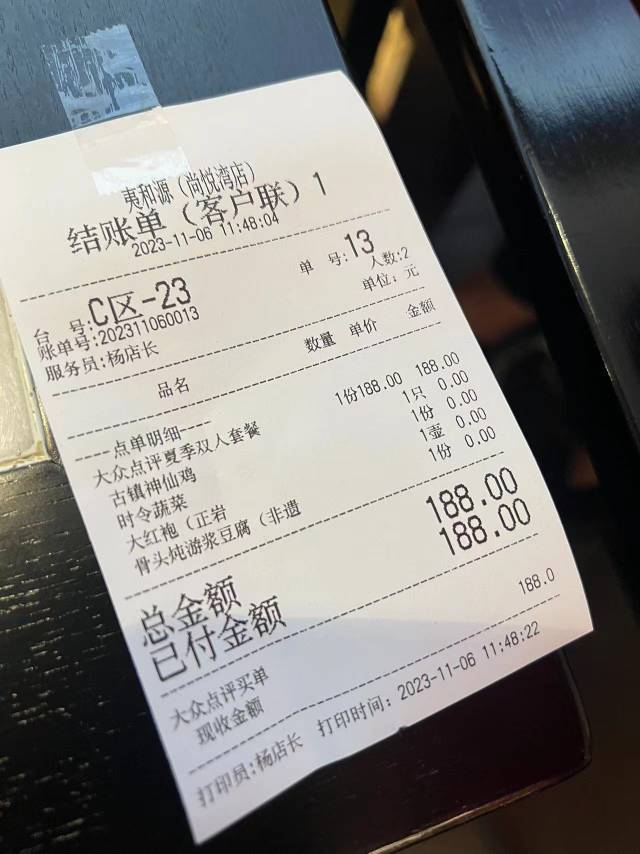 夷和源（尚悦湾店）
结账单（客户联）1
2023-11-06 11:48:04
台 号:C区-23 单 号:13
账单号:202311060013 人数:2
服务员:杨店长 单位：元
品名 数量 单价 金额
----点单明细----
大众点评夏季双人套餐 1份188.00 188.00
古镇神仙鸡 1只 0.00
时令蔬菜 1份 0.00
大红袍（正岩 1壶 0.00
骨头炖游浆豆腐（非遗 1份 0.00
总金额 188.00
已付金额 188.00
大众点评买单 188.0
现收金额
打印员:杨店长 打印时间：2023-11-06 11:48:22